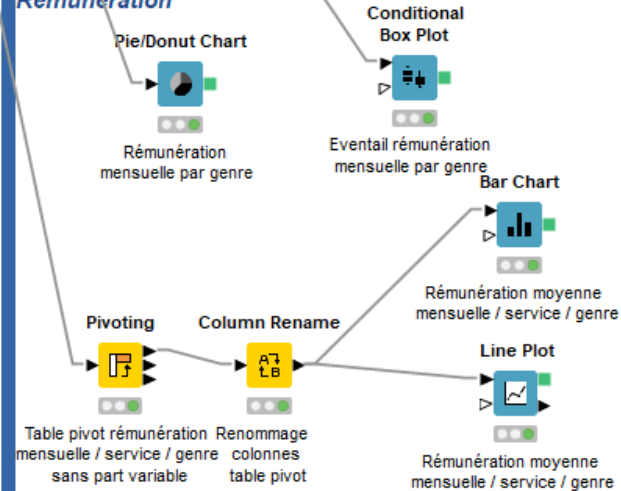 Rémunération
Pie/Donut Chart
Rémunération
mensuelle par genre
Conditional
Box Plot
Eventail rémunération
mensuelle par genre
Bar Chart
Rémunération moyenne
mensuelle / service / genre
Pivoting
Table pivot rémunération
mensuelle / service / genre
sans part variable
Column Rename
Renommage
colonnes
table pivot
Line Plot
Rémunération moyenne
mensuelle / service / genre